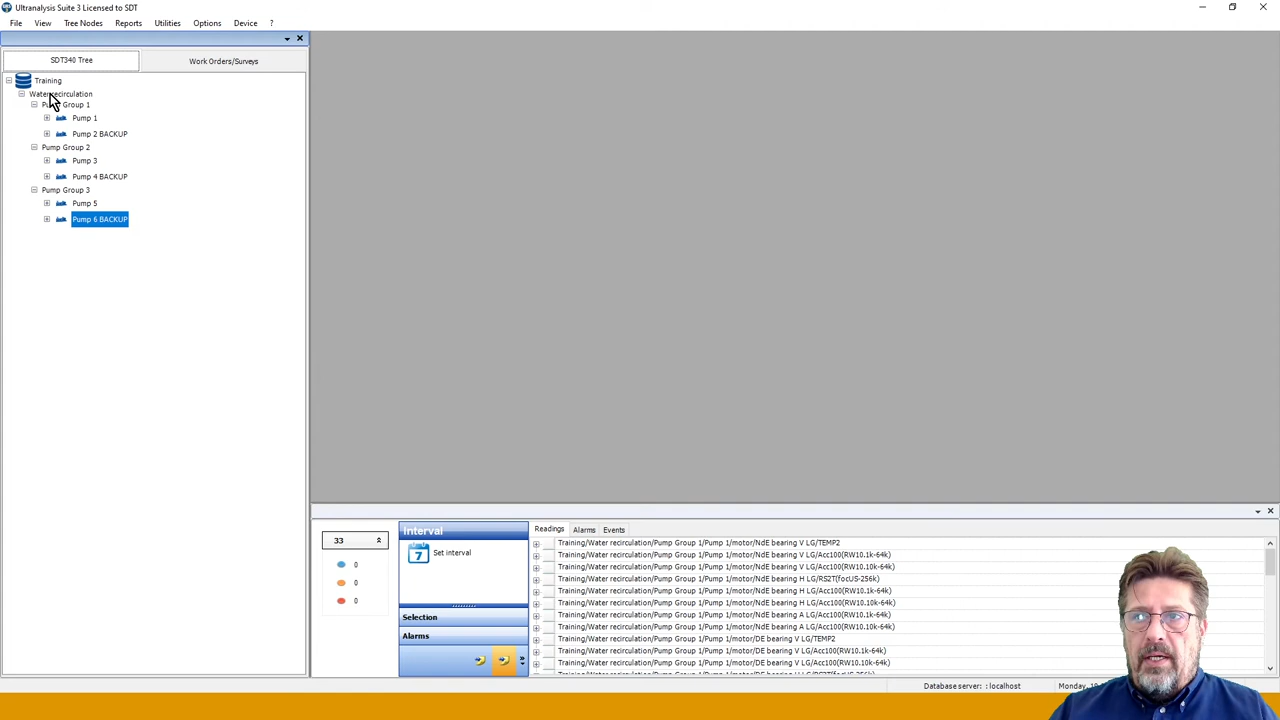 Ultranalysis Suite 3 Licensed to SDT
File View Tree Nodes Reports Utilities Options Device ?
SDT340 Tree Work Orders/Surveys
Training
Water recirculation
Pump Group 1
Pump 1
Pump 2 BACKUP
Pump Group 2
Pump 3
Pump 4 BACKUP
Pump Group 3
Pump 5
Pump 6 BACKUP
33
0
0
0
Interval
7 Set interval
Selection
Alarms
Readings Alarms Events
Training/Water recirculation/Pump Group 1/Pump 1/motor/NdE bearing V LG/TEMP2
Training/Water recirculation/Pump Group 1/Pump 1/motor/NdE bearing V LG/Acc100(RW10.1k-64k)
Training/Water recirculation/Pump Group 1/Pump 1/motor/NdE bearing V LG/Acc100(RW10.10k-64k)
Training/Water recirculation/Pump Group 1/Pump 1/motor/NdE bearing H LG/RS2T(focUS-256k)
Training/Water recirculation/Pump Group 1/Pump 1/motor/NdE bearing H LG/Acc100(RW10.1k-64k)
Training/Water recirculation/Pump Group 1/Pump 1/motor/NdE bearing H LG/Acc100(RW10.10k-64k)
Training/Water recirculation/Pump Group 1/Pump 1/motor/NdE bearing A LG/Acc100(RW10.1k-64k)
Training/Water recirculation/Pump Group 1/Pump 1/motor/NdE bearing A LG/Acc100(RW10.10k-64k)
Training/Water recirculation/Pump Group 1/Pump 1/motor/DE bearing V LG/TEMP2
Training/Water recirculation/Pump Group 1/Pump 1/motor/DE bearing V LG/Acc100(RW10.1k-64k)
Training/Water recirculation/Pump Group 1/Pump 1/motor/DE bearing V LG/Acc100(RW10.10k-64k)
Database server: : localhost Monday,